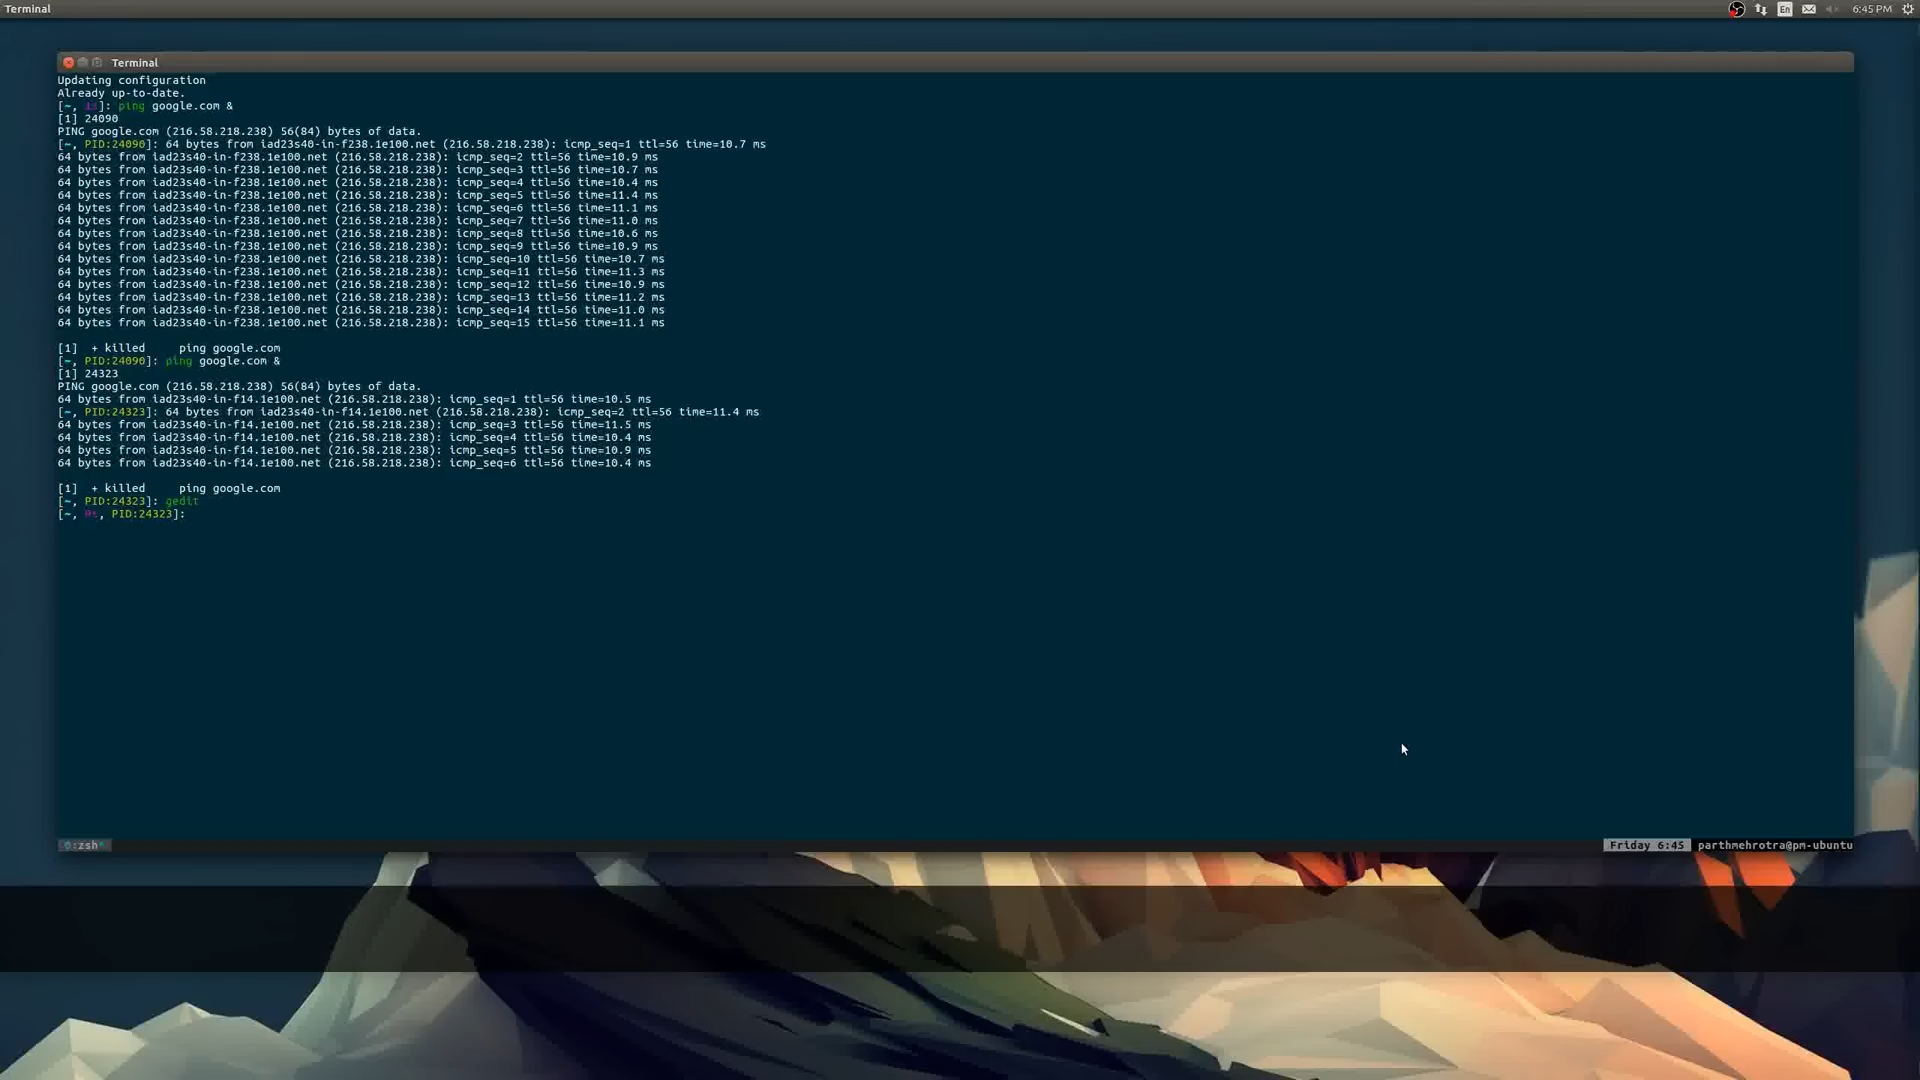 Terminal
En
6:45 PM
Terminal
Updating configuration
Already up-to-date.
[~, 1s]: ping google.com &
[1] 24090
PING google.com (216.58.218.238) 56(84) bytes of data.
[~, PID:24090]: 64 bytes from iad23s40-in-f238.1e100.net (216.58.218.238): icmp_seq=1 ttl=56 time=10.7 ms
64 bytes from iad23s40-in-f238.1e100.net (216.58.218.238): icmp_seq=2 ttl=56 time=10.9 ms
64 bytes from iad23s40-in-f238.1e100.net (216.58.218.238): icmp_seq=3 ttl=56 time=10.7 ms
64 bytes from iad23s40-in-f238.1e100.net (216.58.218.238): icmp_seq=4 ttl=56 time=10.4 ms
64 bytes from iad23s40-in-f238.1e100.net (216.58.218.238): icmp_seq=5 ttl=56 time=11.4 ms
64 bytes from iad23s40-in-f238.1e100.net (216.58.218.238): icmp_seq=6 ttl=56 time=11.1 ms
64 bytes from iad23s40-in-f238.1e100.net (216.58.218.238): icmp_seq=7 ttl=56 time=11.0 ms
64 bytes from iad23s40-in-f238.1e100.net (216.58.218.238): icmp_seq=8 ttl=56 time=10.6 ms
64 bytes from iad23s40-in-f238.1e100.net (216.58.218.238): icmp_seq=9 ttl=56 time=10.9 ms
64 bytes from iad23s40-in-f238.1e100.net (216.58.218.238): icmp_seq=10 ttl=56 time=10.7 ms
64 bytes from iad23s40-in-f238.1e100.net (216.58.218.238): icmp_seq=11 ttl=56 time=11.3 ms
64 bytes from iad23s40-in-f238.1e100.net (216.58.218.238): icmp_seq=12 ttl=56 time=10.9 ms
64 bytes from iad23s40-in-f238.1e100.net (216.58.218.238): icmp_seq=13 ttl=56 time=11.2 ms
64 bytes from iad23s40-in-f238.1e100.net (216.58.218.238): icmp_seq=14 ttl=56 time=11.0 ms
64 bytes from iad23s40-in-f238.1e100.net (216.58.218.238): icmp_seq=15 ttl=56 time=11.1 ms
[1]  + killed     ping google.com
[~, PID:24090]: ping google.com &
[1] 24323
PING google.com (216.58.218.238) 56(84) bytes of data.
64 bytes from iad23s40-in-f14.1e100.net (216.58.218.238): icmp_seq=1 ttl=56 time=10.5 ms
[~, PID:24323]: 64 bytes from iad23s40-in-f14.1e100.net (216.58.218.238): icmp_seq=2 ttl=56 time=11.4 ms
64 bytes from iad23s40-in-f14.1e100.net (216.58.218.238): icmp_seq=3 ttl=56 time=11.5 ms
64 bytes from iad23s40-in-f14.1e100.net (216.58.218.238): icmp_seq=4 ttl=56 time=10.4 ms
64 bytes from iad23s40-in-f14.1e100.net (216.58.218.238): icmp_seq=5 ttl=56 time=10.9 ms
64 bytes from iad23s40-in-f14.1e100.net (216.58.218.238): icmp_seq=6 ttl=56 time=10.4 ms
[1]  + killed     ping google.com
[~, PID:24323]: gedit
[~, PID:24323]:
0:zsh*
Friday 6:45 parthmehrotra@pm-ubuntu